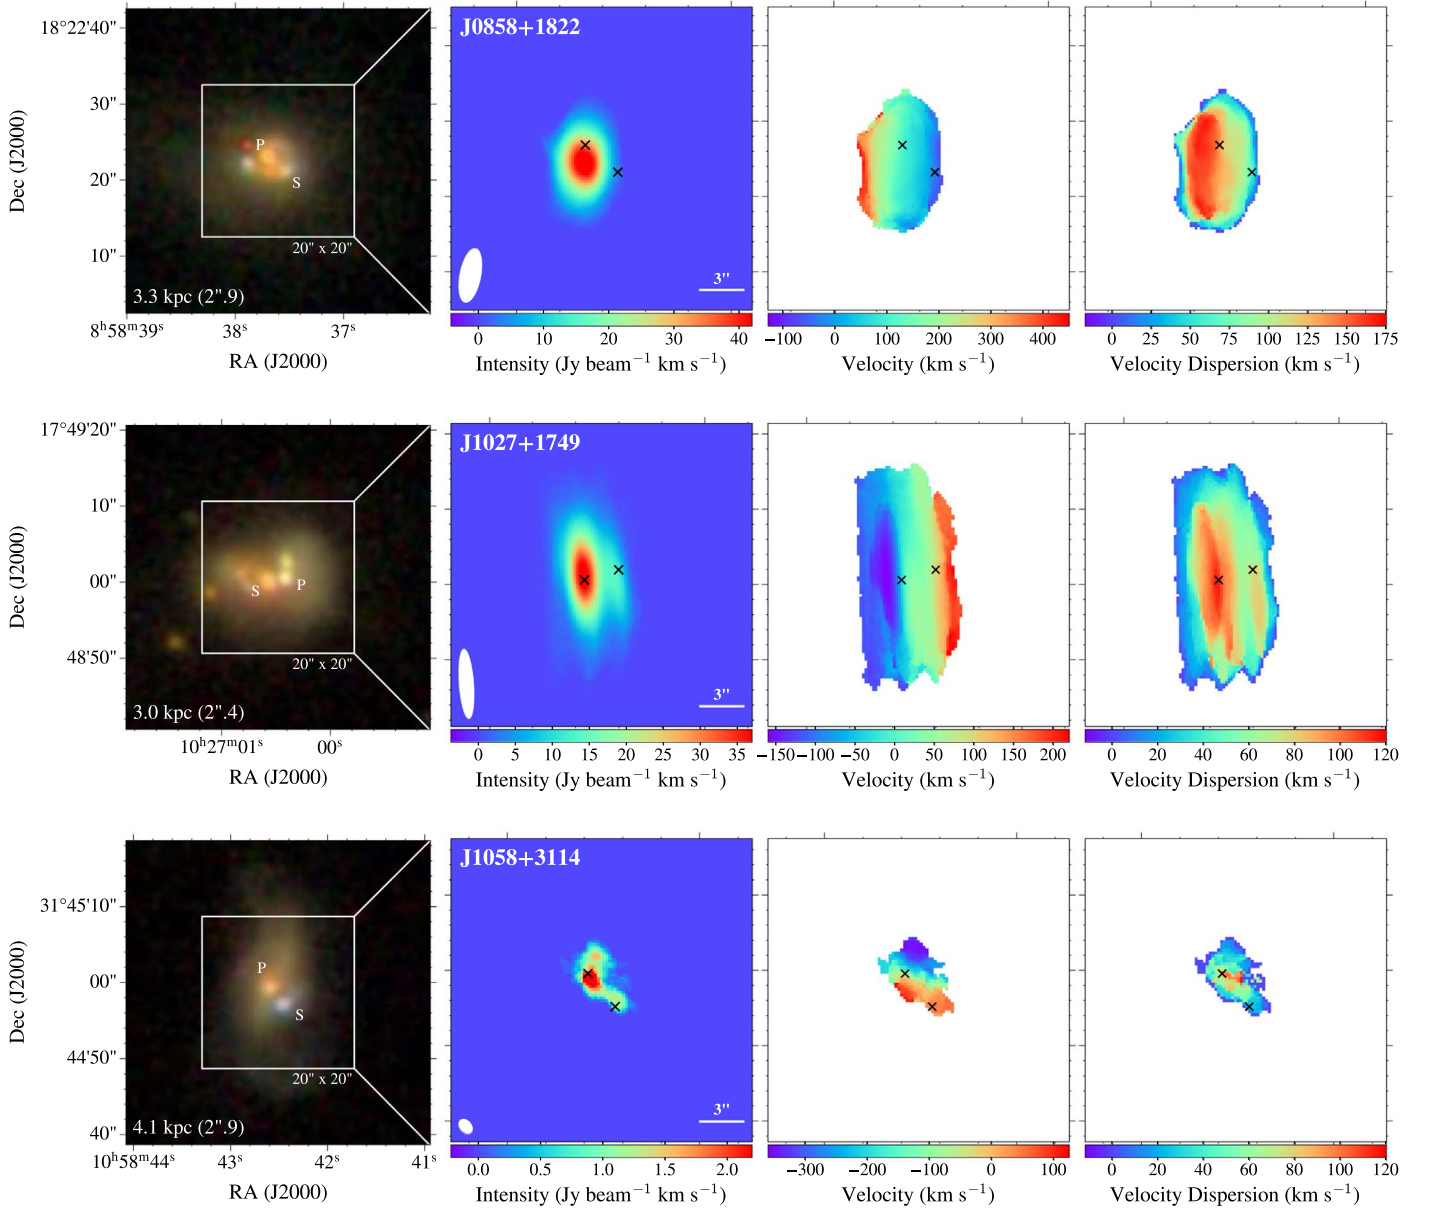 J0858+1822
18°22'40"
30"
20"
10"
Dec (J2000)
P
S
20" x 20"
3.3 kpc (2".9)
3"
8ʰ58ᵐ39ˢ 38ˢ 37ˢ
RA (J2000)
0 10 20 30 40
Intensity (Jy beam⁻¹ km s⁻¹)
−100 0 100 200 300 400
Velocity (km s⁻¹)
0 25 50 75 100 125 150 175
Velocity Dispersion (km s⁻¹)
J1027+1749
17°49'20"
10"
00"
48'50"
Dec (J2000)
S
P
20" x 20"
3.0 kpc (2".4)
3"
10ʰ27ᵐ01ˢ 00ˢ
RA (J2000)
0 5 10 15 20 25 30 35
Intensity (Jy beam⁻¹ km s⁻¹)
−150 −100 −50 0 50 100 150 200
Velocity (km s⁻¹)
0 20 40 60 80 100 120
Velocity Dispersion (km s⁻¹)
J1058+3114
31°45'10"
00"
44'50"
40"
Dec (J2000)
P
S
20" x 20"
4.1 kpc (2".9)
3"
10ʰ58ᵐ44ˢ 43ˢ 42ˢ 41ˢ
RA (J2000)
0.0 0.5 1.0 1.5 2.0
Intensity (Jy beam⁻¹ km s⁻¹)
−300 −200 −100 0 100
Velocity (km s⁻¹)
0 20 40 60 80 100 120
Velocity Dispersion (km s⁻¹)